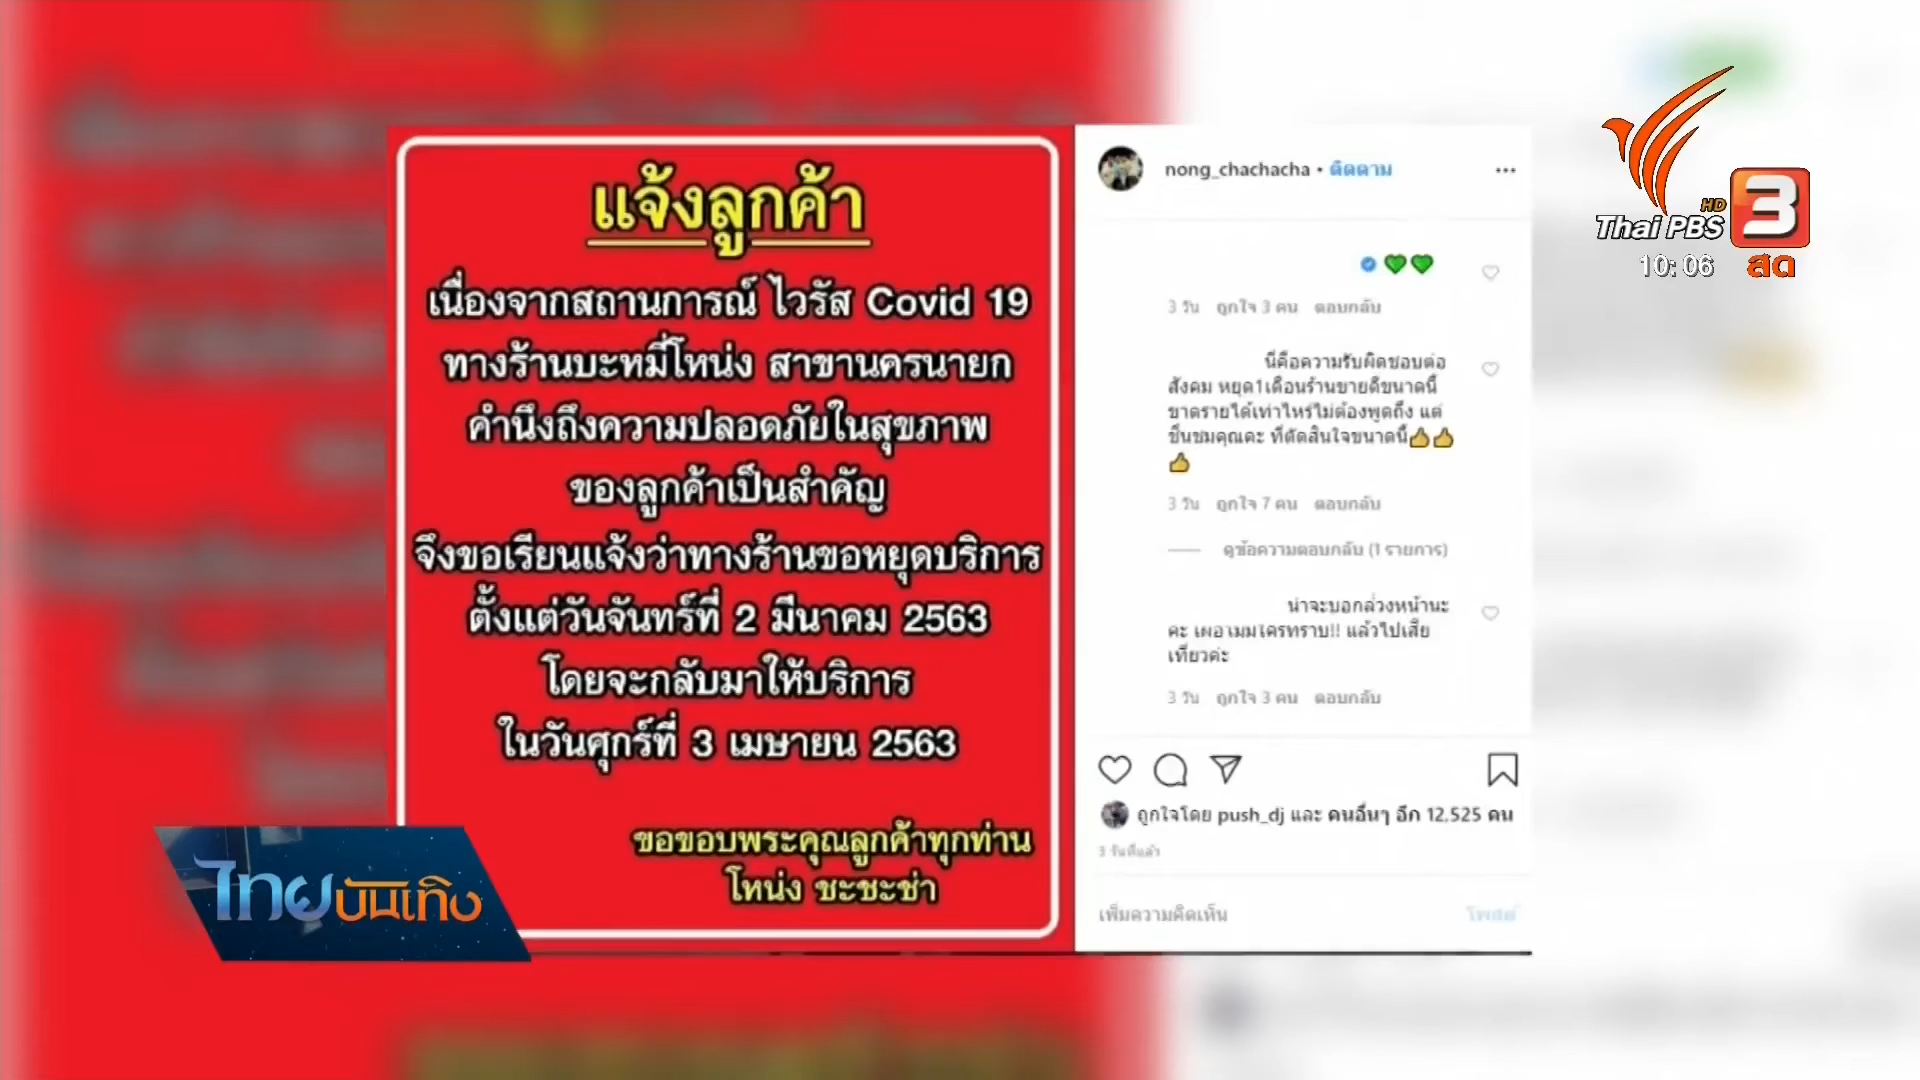 แจ้งลูกค้า
เนื่องจากสถานการณ์ ไวรัส Covid 19
ทางร้านบะหมี่โหน่ง สาขานครนายก
คำนึงถึงความปลอดภัยในสุขภาพ
ของลูกค้าเป็นสำคัญ
จึงขอเรียนแจ้งว่าทางร้านขอหยุดบริการ
ตั้งแต่วันจันทร์ที่ 2 มีนาคม 2563
โดยจะกลับมาให้บริการ
ในวันศุกร์ที่ 3 เมษายน 2563
ขอขอบพระคุณลูกค้าทุกท่าน
โหน่ง ชะชะช่า
nong_chachacha • ติดตาม
3 วัน ถูกใจ 3 คน ตอบกลับ
นี่คือความรับผิดชอบต่อ
สังคม หยุด1เดือนร้านขายดีขนาดนี้
ขาดรายได้เท่าไหร่ไม่ต้องพูดถึง แต่
ชื่นชมคุณคะ ที่ตัดสินใจขนาดนี้👍👍
👍
3 วัน ถูกใจ 7 คน ตอบกลับ
ดูข้อความตอบกลับ (1 รายการ)
น่าจะบอกล่วงหน้านะ
คะ เผื่อไม่มีใครทราบ!! แล้วไปเสีย
เที่ยวค่ะ
3 วัน ถูกใจ 3 คน ตอบกลับ
ถูกใจโดย push_dj และ คนอื่นๆ อีก 12,525 คน
3 วันที่แล้ว
เพิ่มความคิดเห็น
โพสต์
Thai PBS HD 3
10:06 สด
ไทยบันเทิง